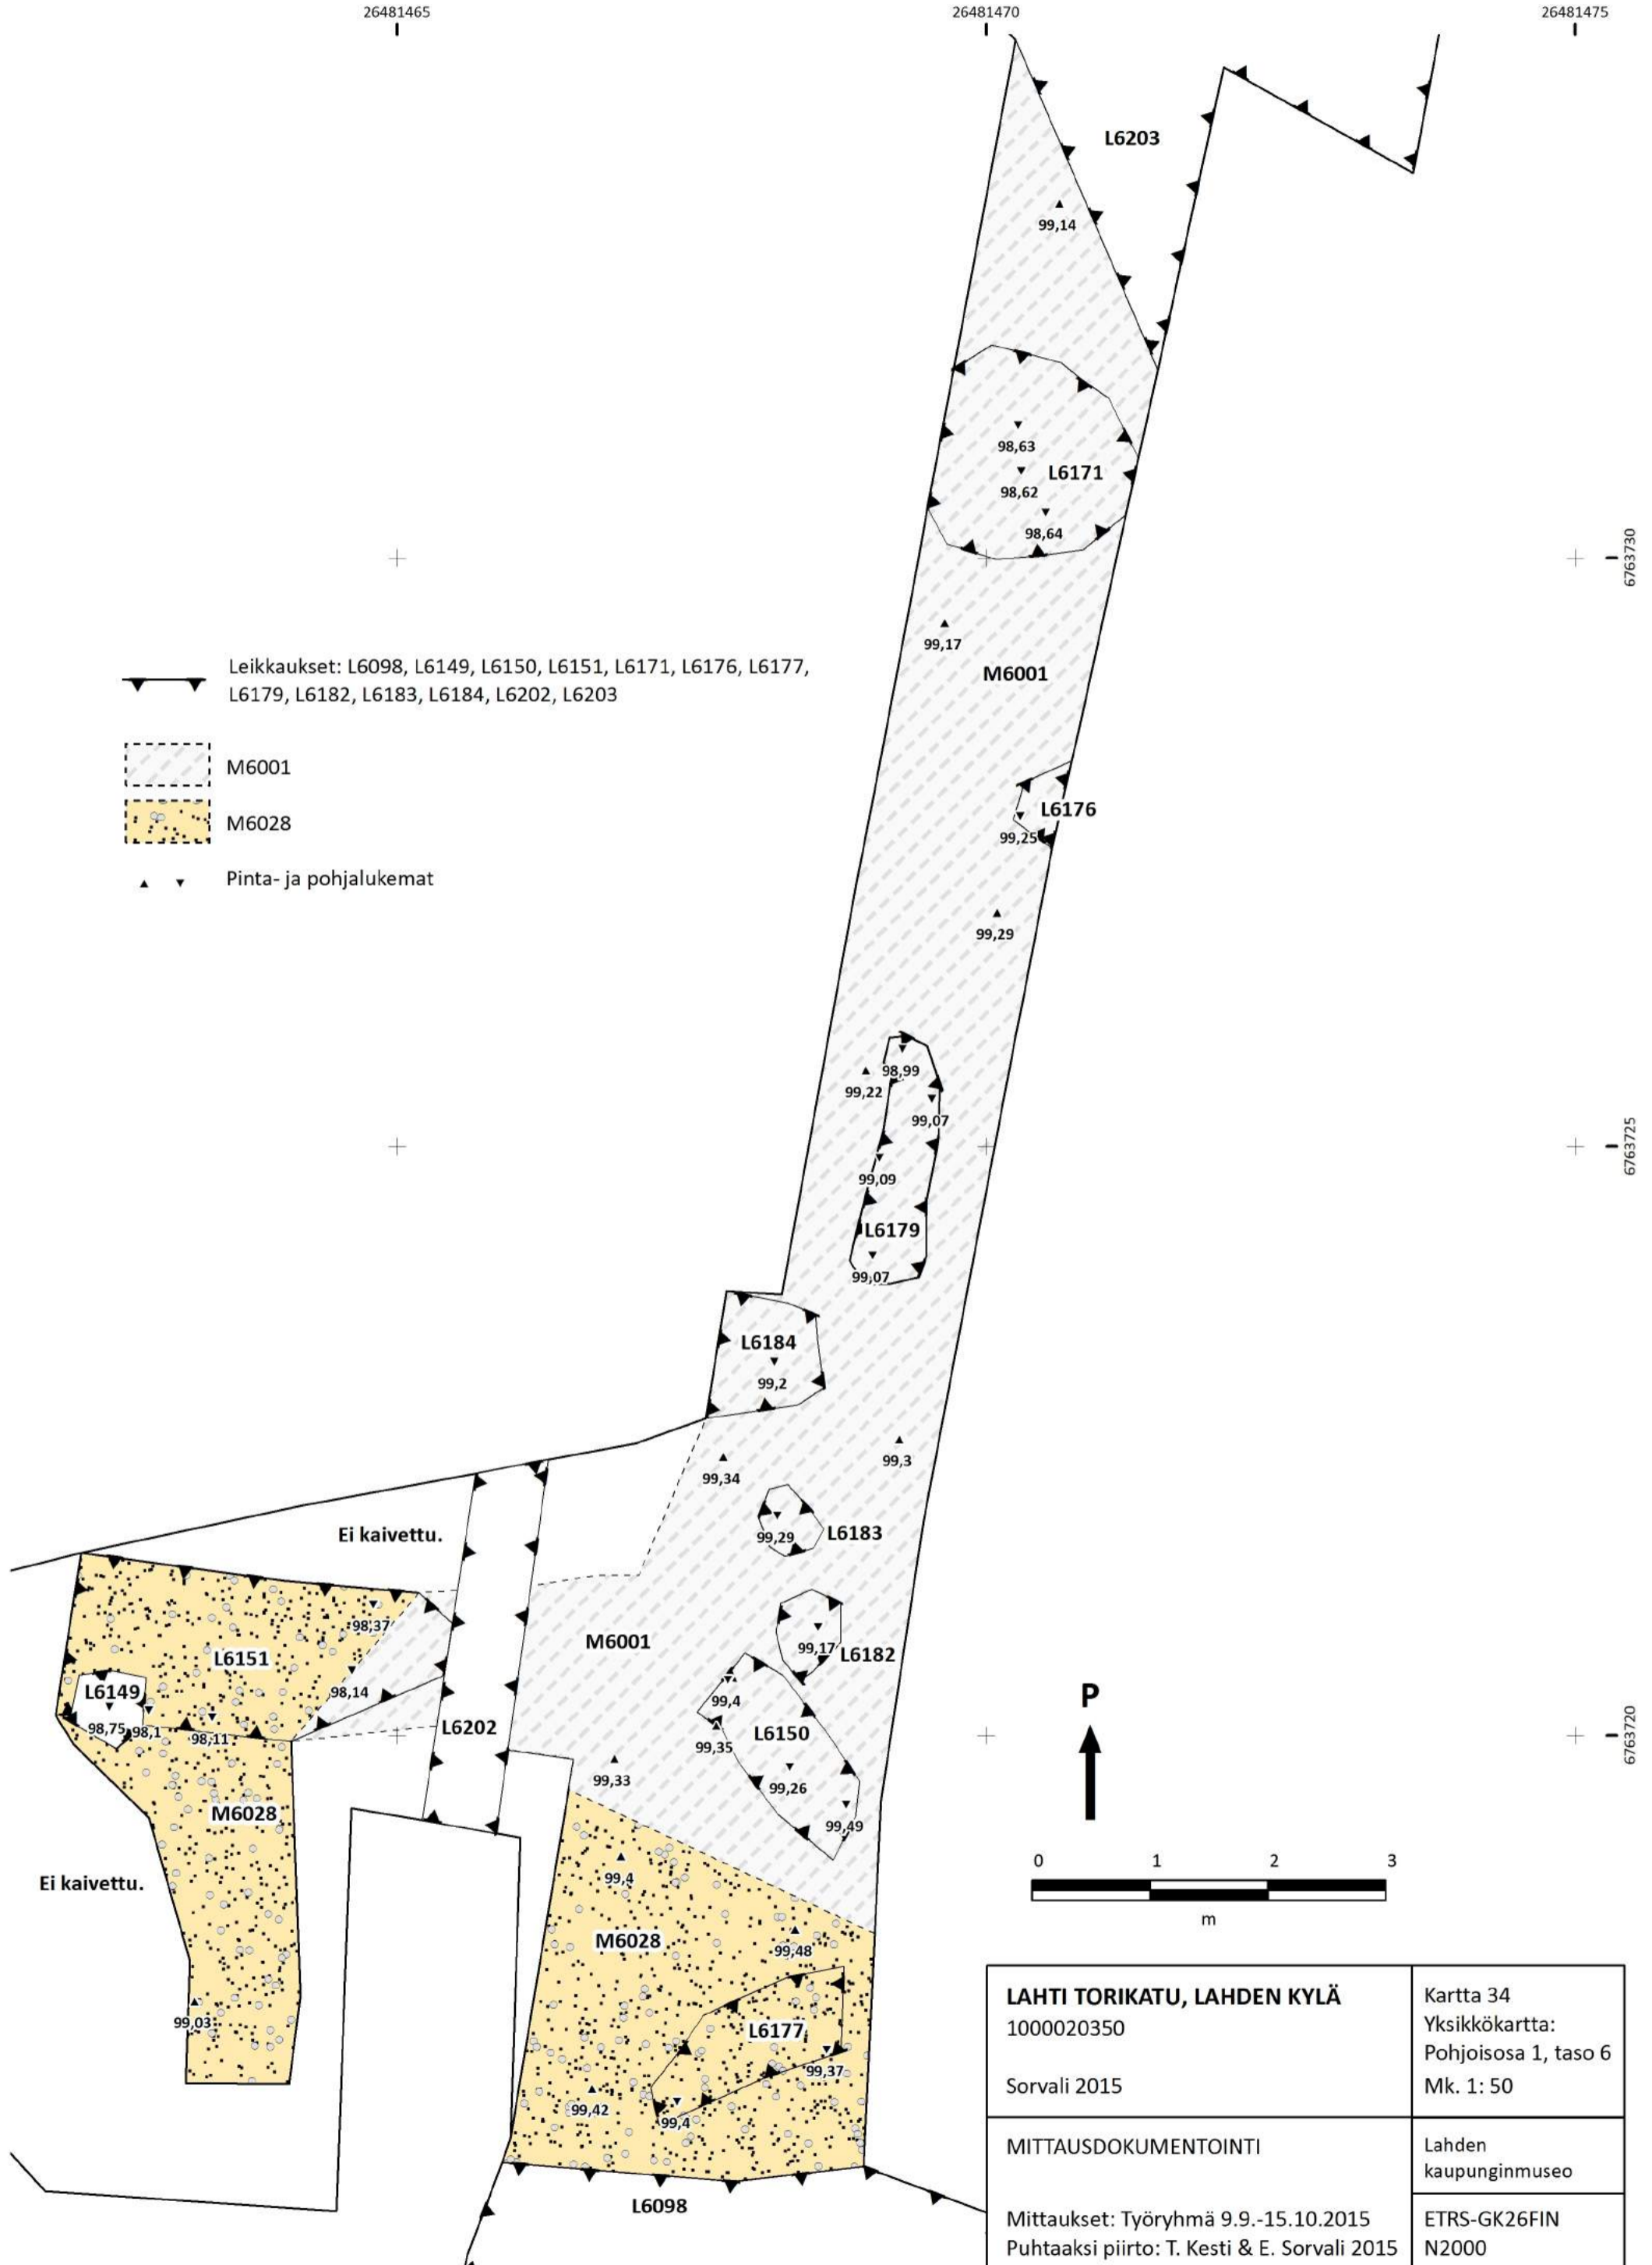 26481465
26481470
26481475
L6203
99,14
98,63
L6171
98,62
98,64
6763730
99,17
Leikkaukset: L6098, L6149, L6150, L6151, L6171, L6176, L6177,
L6179, L6182, L6183, L6184, L6202, L6203
M6001
M6001
M6028
L6176
99,25
Pinta- ja pohjalukemat
99,29
98,99
99,22
99,07
6763725
99,09
L6179
99,07
L6184
99,2
99,3
99,34
Ei kaivettu.
99,29
L6183
98,37
M6001
99,17
L6182
L6151
L6149
98,14
99,4
P
98,75
98,1
98,11
L6202
99,35
L6150
6763720
99,33
99,26
M6028
99,49
0
1
2
3
Ei kaivettu.
99,4
m
M6028
99,48
LAHTI TORIKATU, LAHDEN KYLÄ
1000020350
Sorvali 2015
Kartta 34
Yksikkökartta:
Pohjoisosa 1, taso 6
Mk. 1: 50
99,03
L6177
99,37
99,42
99,4
MITTAUSDOKUMENTOINTI
Lahden
kaupunginmuseo
L6098
Mittaukset: Työryhmä 9.9.-15.10.2015
Puhtaaksi piirto: T. Kesti & E. Sorvali 2015
ETRS-GK26FIN
N2000